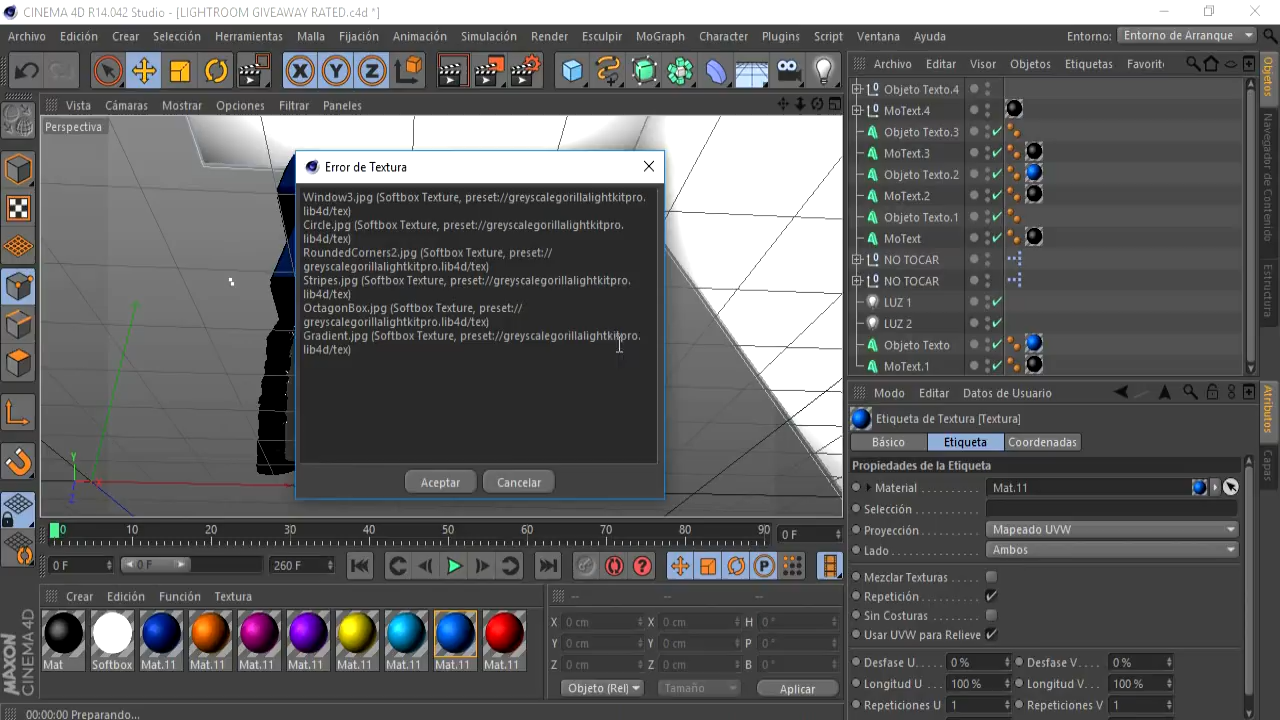 CINEMA 4D R14.042 Studio - [LIGHTROOM GIVEAWAY RATED.c4d *]
Archivo Edición Crear Selección Herramientas Malla Fijación Animación Simulación Render Esculpir MoGraph Character Plugins Script Ventana Ayuda Entorno: Entorno de Arranque
X Y Z
Archivo Editar Visor Objetos Etiquetas Favorit
Vista Cámaras Mostrar Opciones Filtrar Paneles
Perspectiva
Error de Textura
Window3.jpg (Softbox Texture, preset://greyscalegorillalightkitpro.
lib4d/tex)
Circle.jpg (Softbox Texture, preset://greyscalegorillalightkitpro.
lib4d/tex)
RoundedCorners2.jpg (Softbox Texture, preset://
greyscalegorillalightkitpro.lib4d/tex)
Stripes.jpg (Softbox Texture, preset://greyscalegorillalightkitpro.
lib4d/tex)
OctagonBox.jpg (Softbox Texture, preset://
greyscalegorillalightkitpro.lib4d/tex)
Gradient.jpg (Softbox Texture, preset://greyscalegorillalightkitpro.
lib4d/tex)
Aceptar Cancelar
Y
X
Z
Objeto Texto.4
MoText.4
Objeto Texto.3
MoText.3
Objeto Texto.2
MoText.2
Objeto Texto.1
MoText
NO TOCAR
NO TOCAR
LUZ 1
LUZ 2
Objeto Texto
MoText.1
Objetos
Navegador de Contenido
Estructura
Modo Editar Datos de Usuario
Etiqueta de Textura [Textura]
Básico Etiqueta Coordenadas
Propiedades de la Etiqueta
Material . . . . . . . . . . Mat.11
Selección. . . . . . . . . .
Proyección . . . . . . . . Mapeado UVW
Lado . . . . . . . . . . . . . Ambos
Mezclar Texturas . . . . .
Repetición . . . . . . . . . .
Sin Costuras . . . . . . . .
Usar UVW para Relieve
Desfase U. . . . . 0 % Desfase V. . . . . 0 %
Longitud U . . . 100 % Longitud V. . . . 100 %
Repeticiones U 1 Repeticiones V 1
Atributos
Capas
0 10 20 30 40 50 60 70 80 90 0 F
0 F 0 F 260 F P
Crear Edición Función Textura
Mat Softbox Mat.11 Mat.11 Mat.11 Mat.11 Mat.11 Mat.11 Mat.11 Mat.11
-- -- --
X 0 cm X 0 cm H 0 °
Y 0 cm Y 0 cm P 0 °
Z 0 cm Z 0 cm B 0 °
Objeto (Rel) Tamaño Aplicar
MAXON
CINEMA 4D
00:00:00 Preparando...